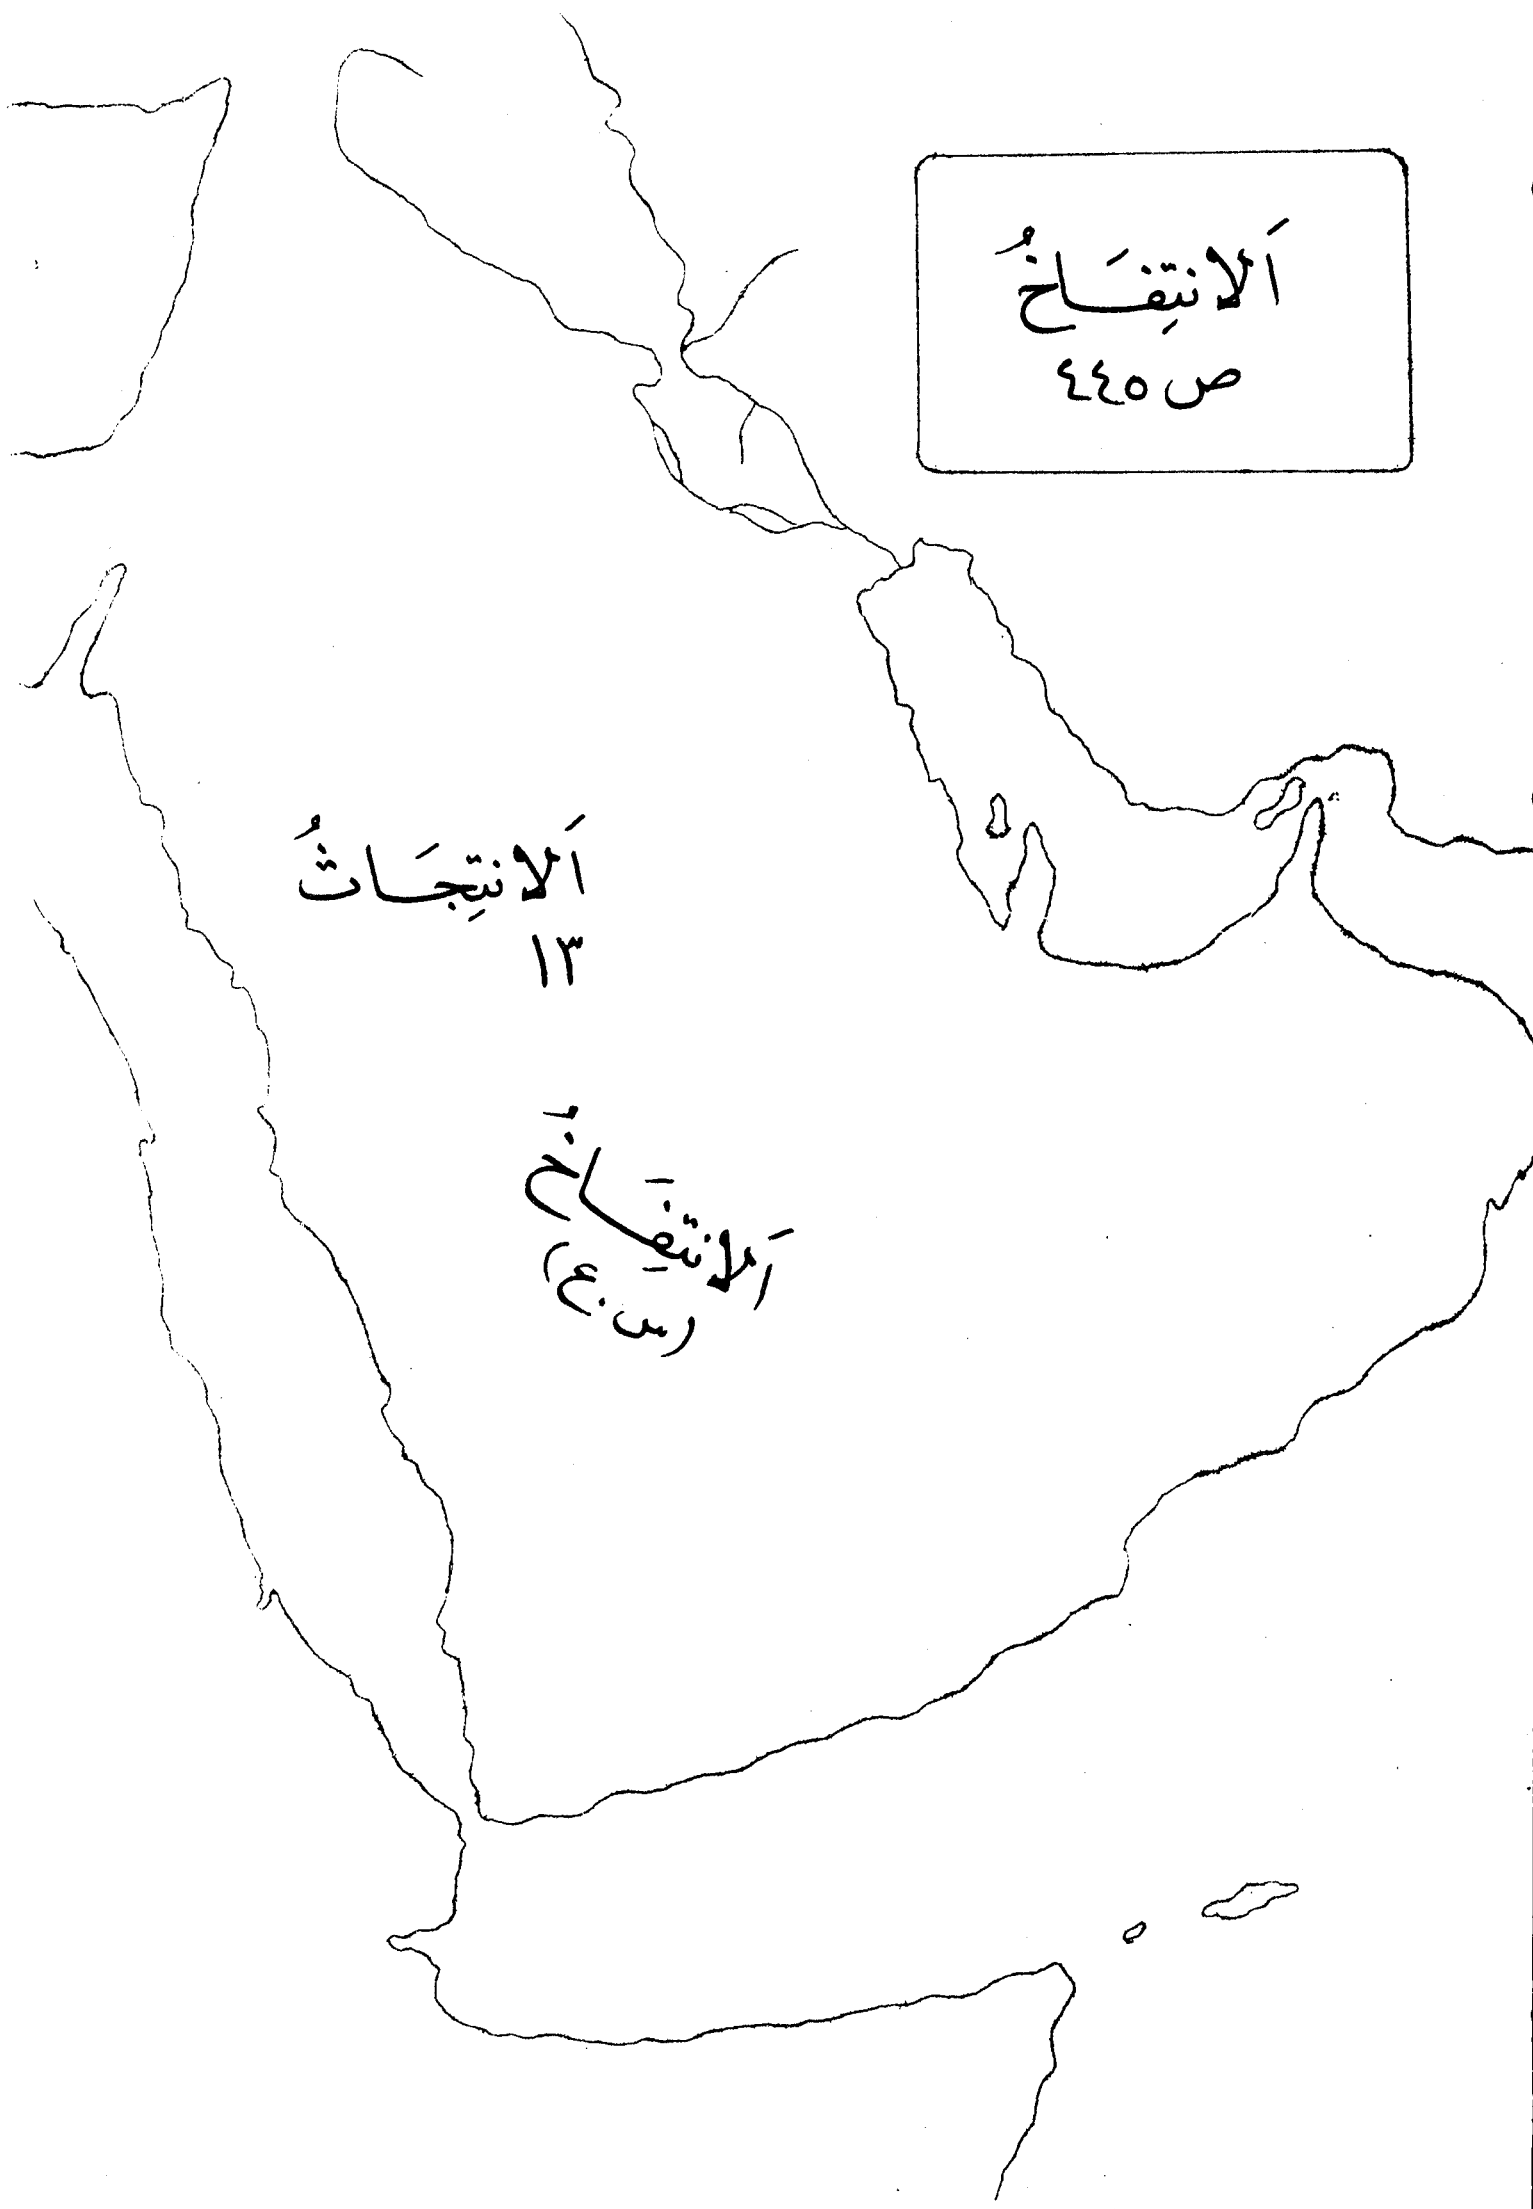 اَلانتِفَاخُ
ص ٤٤٥
اَلانتِجَاثُ
١٣
اَلانتِفَاخُ
(س.ع)